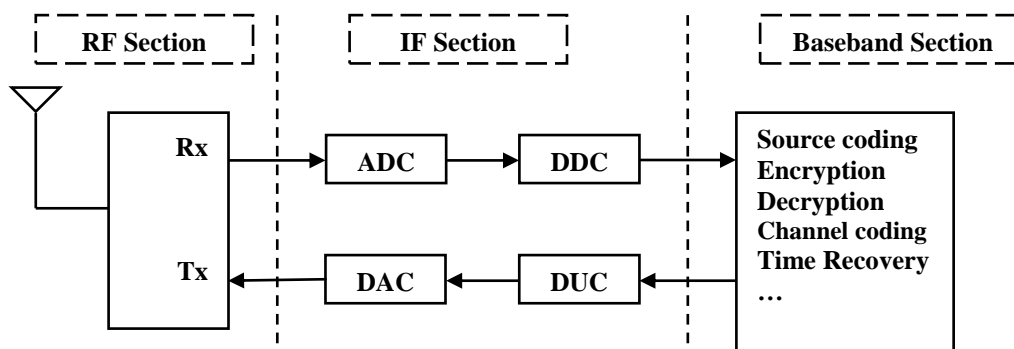 RF Section
IF Section
Baseband Section
Rx
ADC
DDC
Source coding
Encryption
Decryption
Channel coding
Time Recovery
…
Tx
DAC
DUC